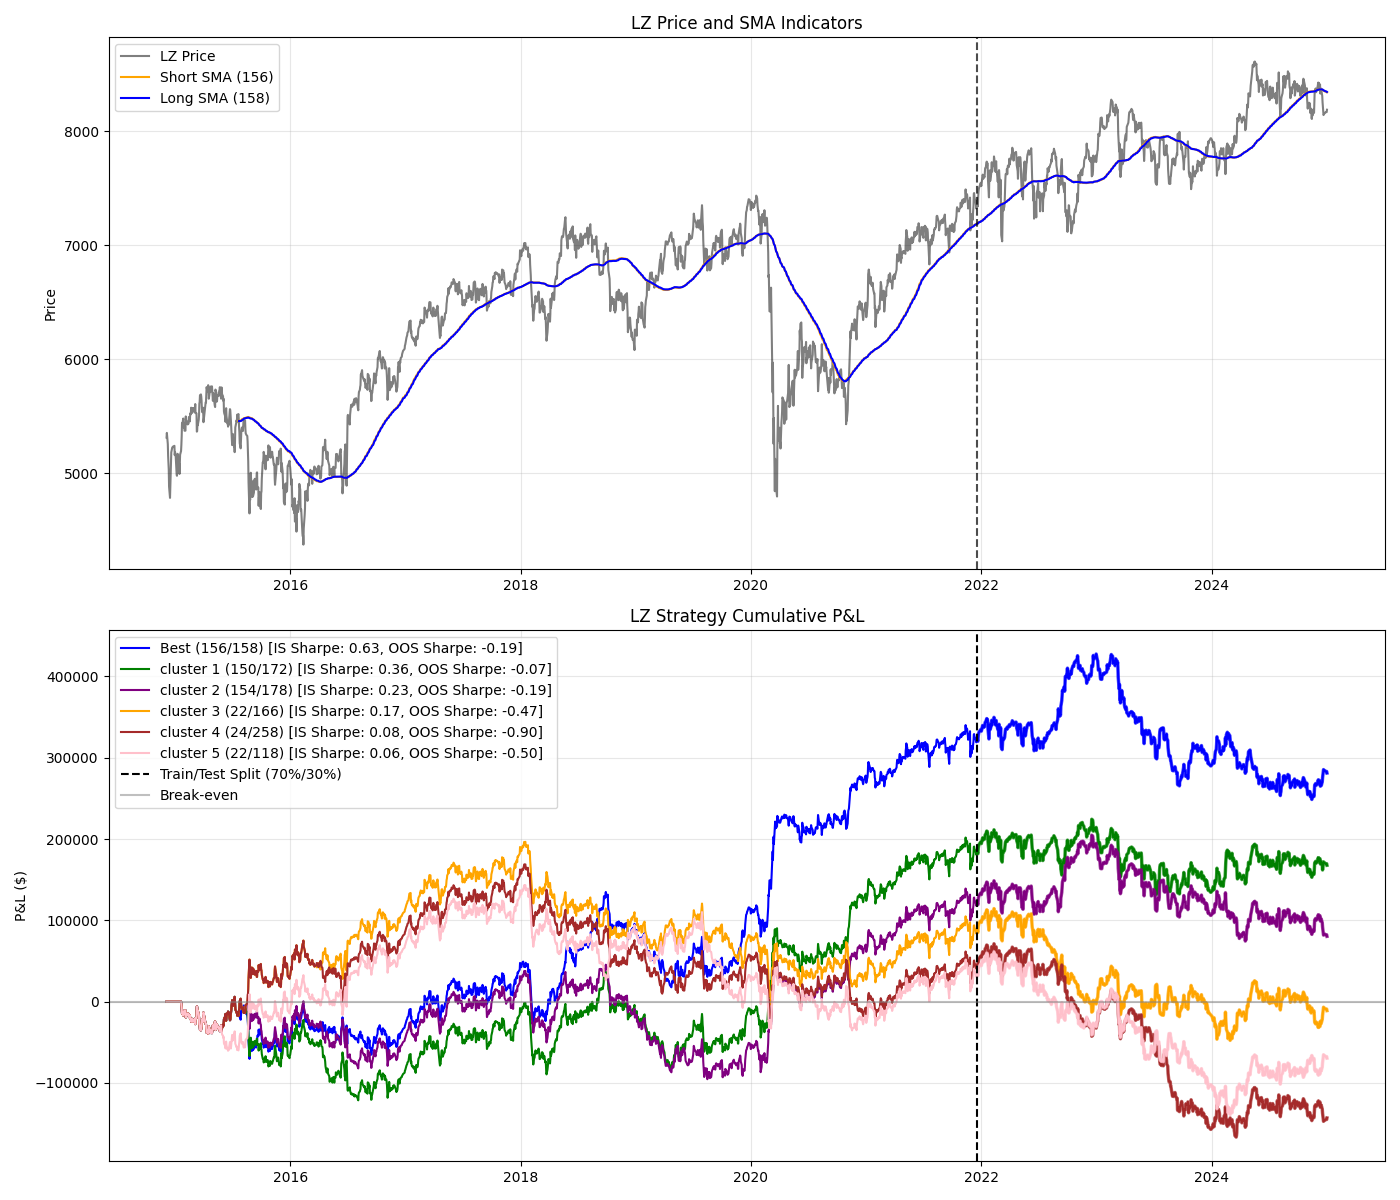 LZ Price and SMA Indicators
LZ Price
Short SMA (156)
Long SMA (158)
Price
8000
7000
6000
5000
2016
2018
2020
2022
2024
LZ Strategy Cumulative P&L
Best (156/158) [IS Sharpe: 0.63, OOS Sharpe: -0.19]
cluster 1 (150/172) [IS Sharpe: 0.36, OOS Sharpe: -0.07]
cluster 2 (154/178) [IS Sharpe: 0.23, OOS Sharpe: -0.19]
cluster 3 (22/166) [IS Sharpe: 0.17, OOS Sharpe: -0.47]
cluster 4 (24/258) [IS Sharpe: 0.08, OOS Sharpe: -0.90]
cluster 5 (22/118) [IS Sharpe: 0.06, OOS Sharpe: -0.50]
Train/Test Split (70%/30%)
Break-even
P&L ($)
400000
300000
200000
100000
0
−100000
2016
2018
2020
2022
2024